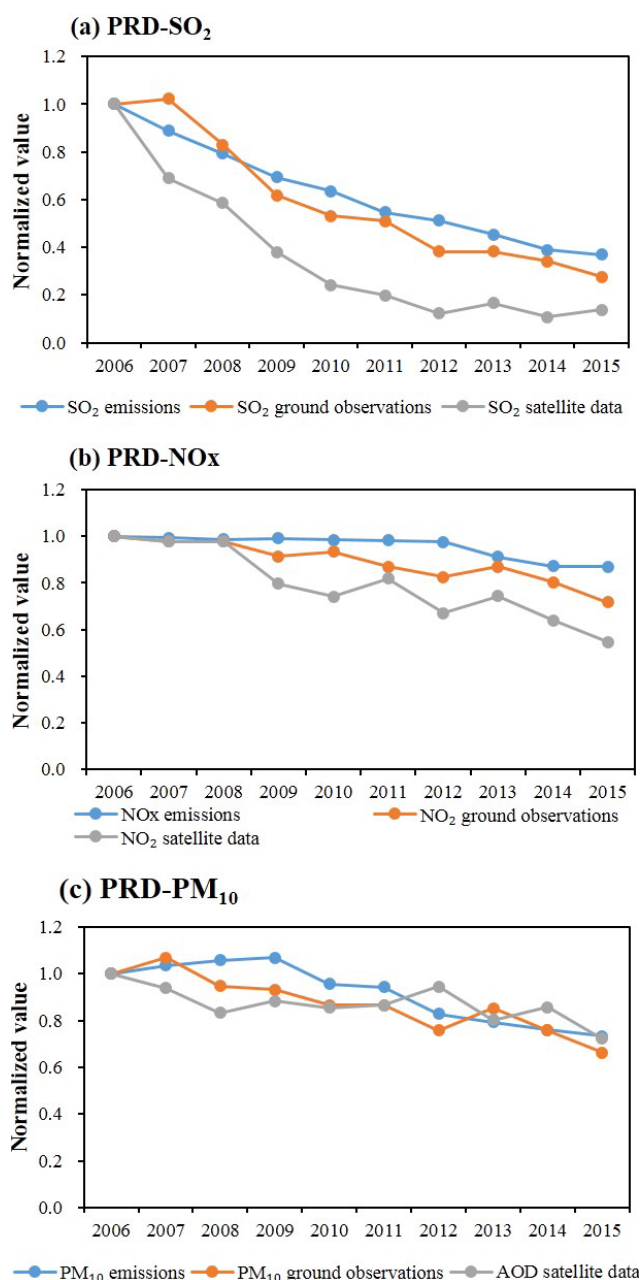 (a) PRD-SO₂
Normalized value
1.2
1.0
0.8
0.6
0.4
0.2
0.0
2006 2007 2008 2009 2010 2011 2012 2013 2014 2015
SO₂ emissions SO₂ ground observations SO₂ satellite data
(b) PRD-NOx
Normalized value
1.2
1.0
0.8
0.6
0.4
0.2
0.0
2006 2007 2008 2009 2010 2011 2012 2013 2014 2015
NOx emissions NO₂ ground observations
NO₂ satellite data
(c) PRD-PM₁₀
Normalized value
1.2
1.0
0.8
0.6
0.4
0.2
0.0
2006 2007 2008 2009 2010 2011 2012 2013 2014 2015
PM₁₀ emissions PM₁₀ ground observations AOD satellite data